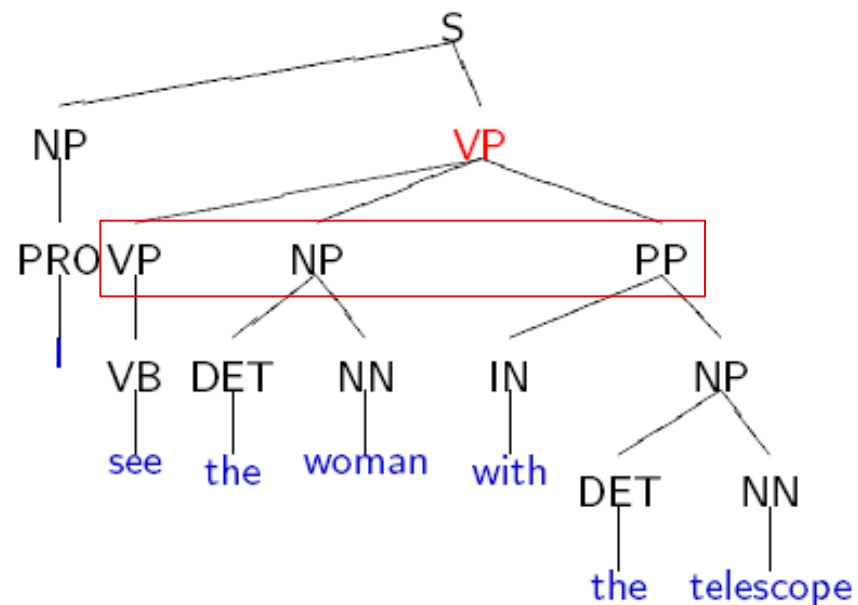 S
NP VP
PRO VP NP PP
I VB DET NN IN NP
see the woman with
DET NN
the telescope